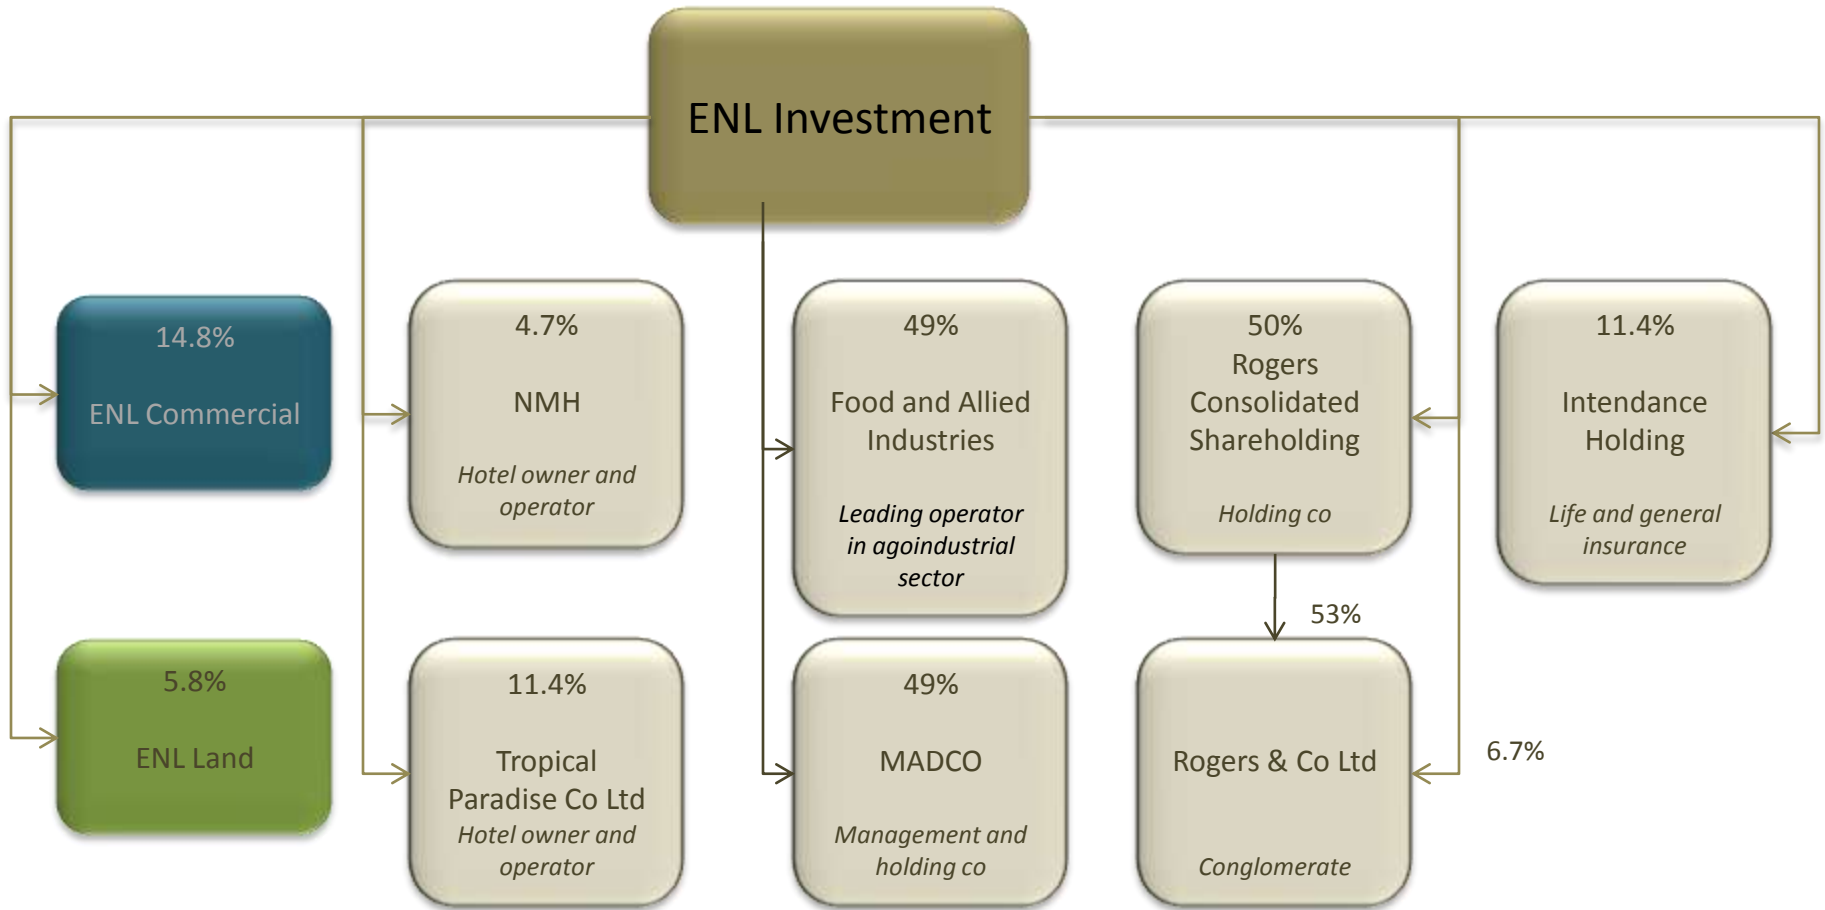 ENL Investment
14.8%
ENL Commercial
4.7%
NMH
Hotel owner and
operator
49%
Food and Allied
Industries
Leading operator
in agoindustrial
sector
50%
Rogers
Consolidated
Shareholding
Holding co
11.4%
Intendance
Holding
Life and general
insurance
53%
5.8%
ENL Land
11.4%
Tropical
Paradise Co Ltd
Hotel owner and
operator
49%
MADCO
Management and
holding co
Rogers & Co Ltd
Conglomerate
6.7%